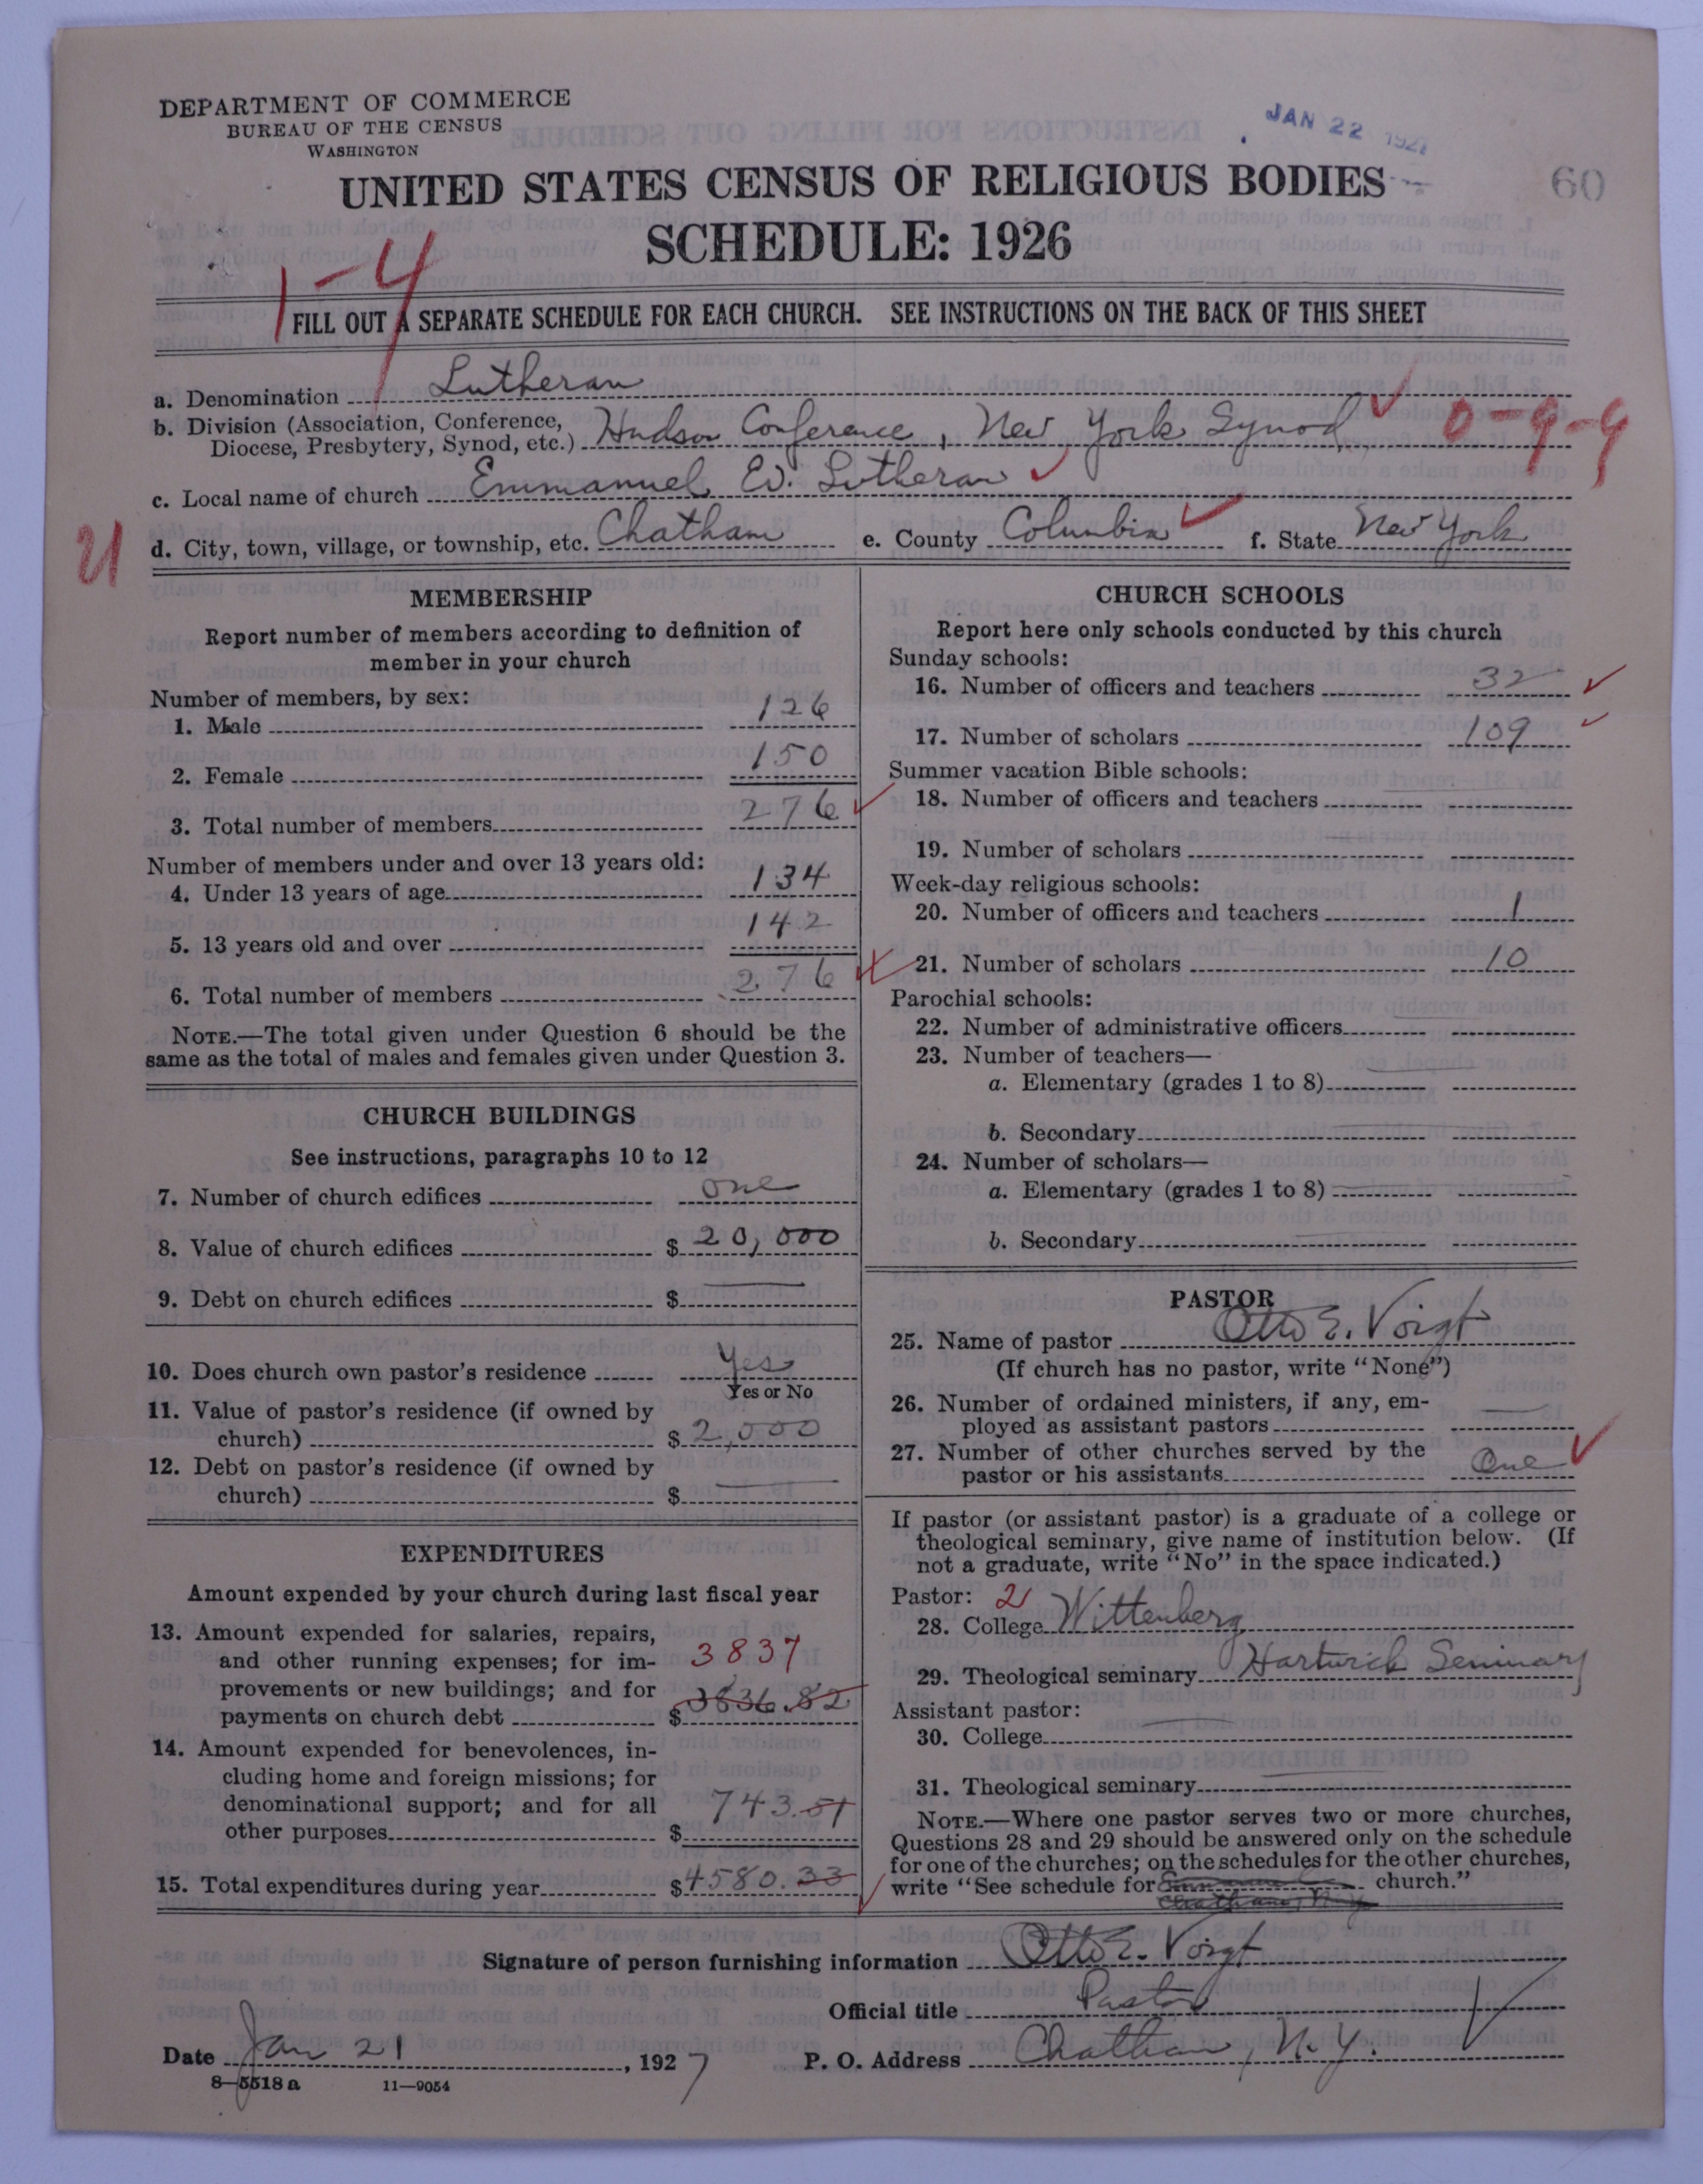 DEPARTMENT OF COMMERCE
BUREAU OF THE CENSUS
WASHINGTON
JAN 22 192
60
UNITED STATES CENSUS OF RELIGIOUS BODIES
SCHEDULE: 1926
1-4
FILL OUT A SEPARATE SCHEDULE FOR EACH CHURCH. SEE INSTRUCTIONS ON THE BACK OF THIS SHEET
a. Denomination Lutheran
b. Division (Association, Conference,
Diocese, Presbytery, Synod, etc.) Hudson Conference, New York Synod 0-9-9
c. Local name of church Emmanuel Ev. Lutheran
d. City, town, village, or township, etc. Chatham e. County Columbia f. State New York
MEMBERSHIP
Report number of members according to definition of
member in your church
Number of members, by sex:
1. Male 126
2. Female 150
3. Total number of members 276
Number of members under and over 13 years old:
4. Under 13 years of age 134
5. 13 years old and over 142
6. Total number of members 276
NOTE.—The total given under Question 6 should be the
same as the total of males and females given under Question 3.
CHURCH BUILDINGS
See instructions, paragraphs 10 to 12
7. Number of church edifices one
8. Value of church edifices $20,000
9. Debt on church edifices $
10. Does church own pastor's residence Yes
Yes or No
11. Value of pastor's residence (if owned by
church) $2,000
12. Debt on pastor's residence (if owned by
church) $
EXPENDITURES
Amount expended by your church during last fiscal year
13. Amount expended for salaries, repairs,
and other running expenses; for im-
provements or new buildings; and for
payments on church debt $ 3837
3836.82
14. Amount expended for benevolences, in-
cluding home and foreign missions; for
denominational support; and for all
other purposes $ 743.51
15. Total expenditures during year $4580.33
CHURCH SCHOOLS
Report here only schools conducted by this church
Sunday schools:
16. Number of officers and teachers 32
17. Number of scholars 109
Summer vacation Bible schools:
18. Number of officers and teachers
19. Number of scholars
Week-day religious schools:
20. Number of officers and teachers 1
21. Number of scholars 10
Parochial schools:
22. Number of administrative officers
23. Number of teachers—
a. Elementary (grades 1 to 8)
b. Secondary
24. Number of scholars—
a. Elementary (grades 1 to 8)
b. Secondary
PASTOR
25. Name of pastor Otto E. Voigt
(If church has no pastor, write "None")
26. Number of ordained ministers, if any, em-
ployed as assistant pastors
27. Number of other churches served by the
pastor or his assistants One
If pastor (or assistant pastor) is a graduate of a college or
theological seminary, give name of institution below. (If
not a graduate, write "No" in the space indicated.)
Pastor: 2
28. College Wittenberg
29. Theological seminary Hartwick Seminary
Assistant pastor:
30. College
31. Theological seminary
NOTE.—Where one pastor serves two or more churches,
Questions 28 and 29 should be answered only on the schedule
for one of the churches; on the schedules for the other churches,
write "See schedule for church."
Chatham, N.Y.
Signature of person furnishing information Otto E. Voigt
Official title Pastor
Date Jan 21, 1927 P. O. Address Chatham, N.Y.
8—5518 a 11—9054